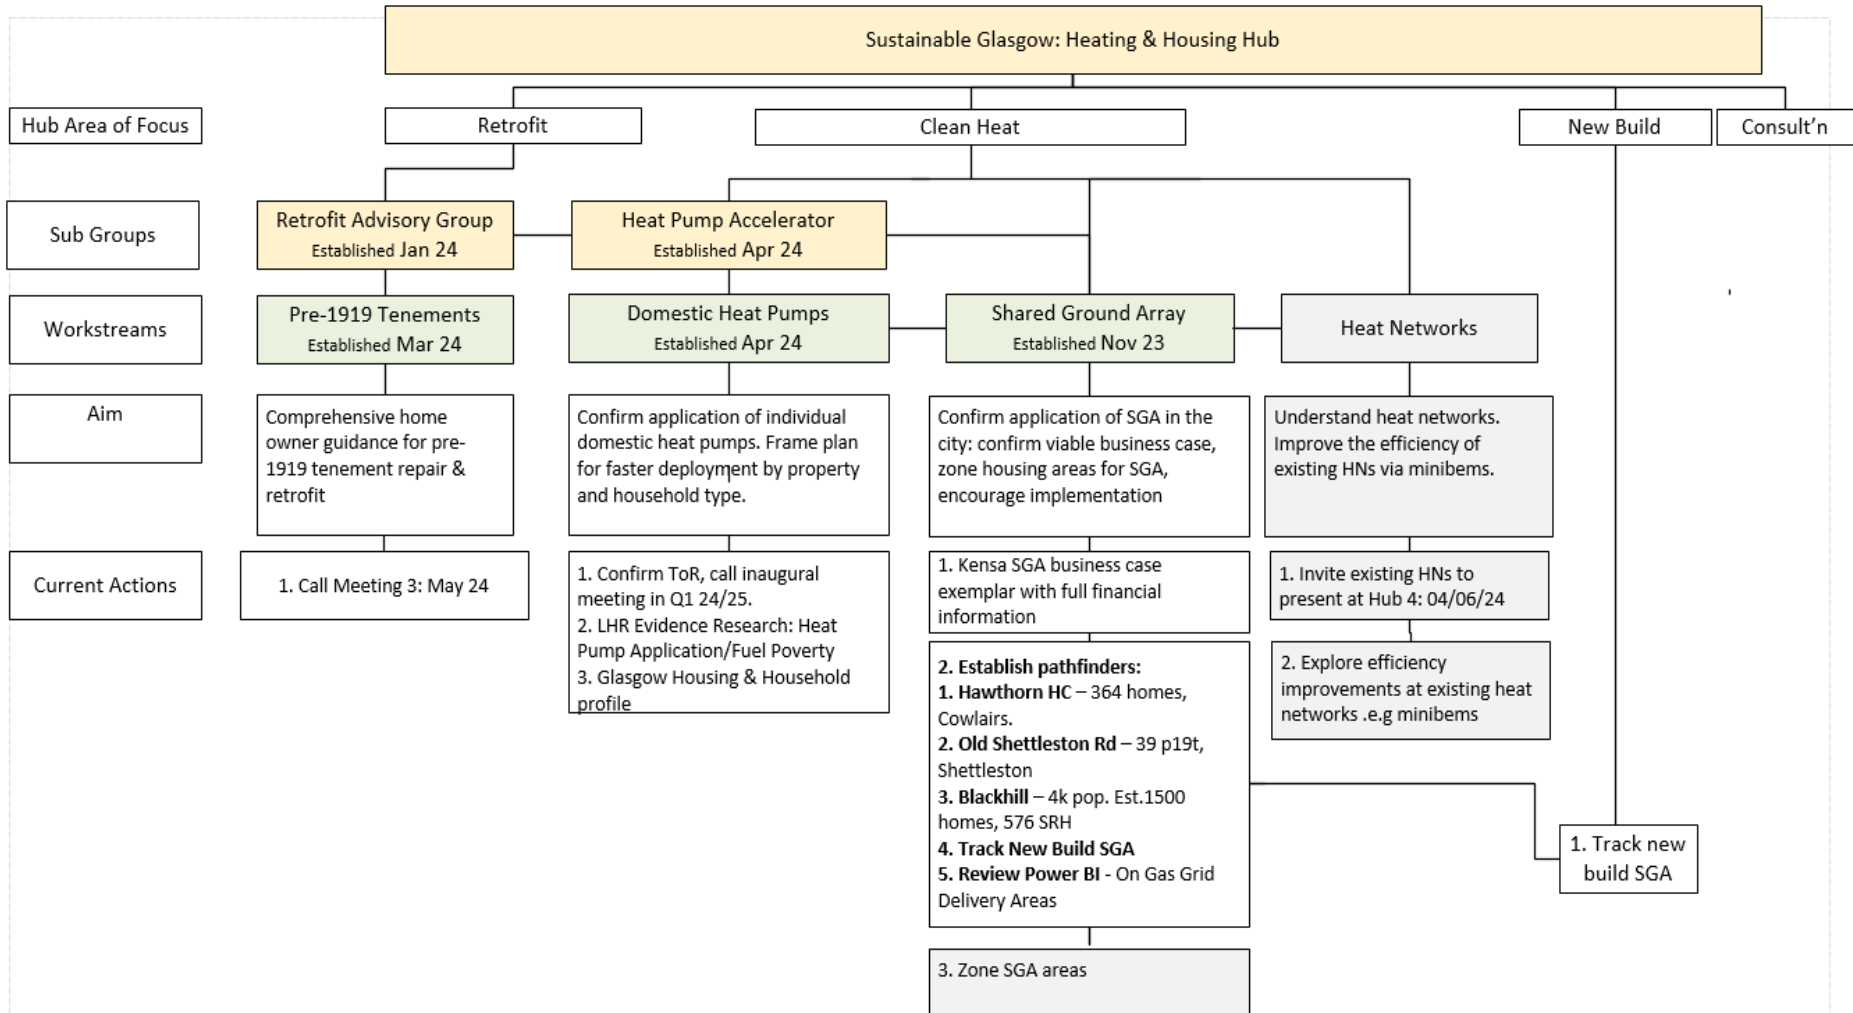 Sustainable Glasgow: Heating & Housing Hub
Hub Area of Focus
Retrofit
Clean Heat
New Build
Consult'n
Sub Groups
Retrofit Advisory Group
Established Jan 24
Heat Pump Accelerator
Established Apr 24
Workstreams
Pre-1919 Tenements
Established Mar 24
Domestic Heat Pumps
Established Apr 24
Shared Ground Array
Established Nov 23
Heat Networks
Aim
Comprehensive home
owner guidance for pre-
1919 tenement repair &
retrofit
Confirm application of individual
domestic heat pumps. Frame plan
for faster deployment by property
and household type.
Confirm application of SGA in the
city: confirm viable business case,
zone housing areas for SGA,
encourage implementation
Understand heat networks.
Improve the efficiency of
existing HNs via minibems.
Current Actions
1. Call Meeting 3: May 24
1. Confirm ToR, call inaugural
meeting in Q1 24/25.
2. LHR Evidence Research: Heat
Pump Application/Fuel Poverty
3. Glasgow Housing & Household
profile
1. Kensa SGA business case
exemplar with full financial
information
2. Establish pathfinders:
1. Hawthorn HC – 364 homes,
Cowlairs.
2. Old Shettleston Rd – 39 p19t,
Shettleston
3. Blackhill – 4k pop. Est.1500
homes, 576 SRH
4. Track New Build SGA
5. Review Power BI - On Gas Grid
Delivery Areas
3. Zone SGA areas
1. Invite existing HNs to
present at Hub 4: 04/06/24
2. Explore efficiency
improvements at existing heat
networks .e.g minibems
1. Track new
build SGA